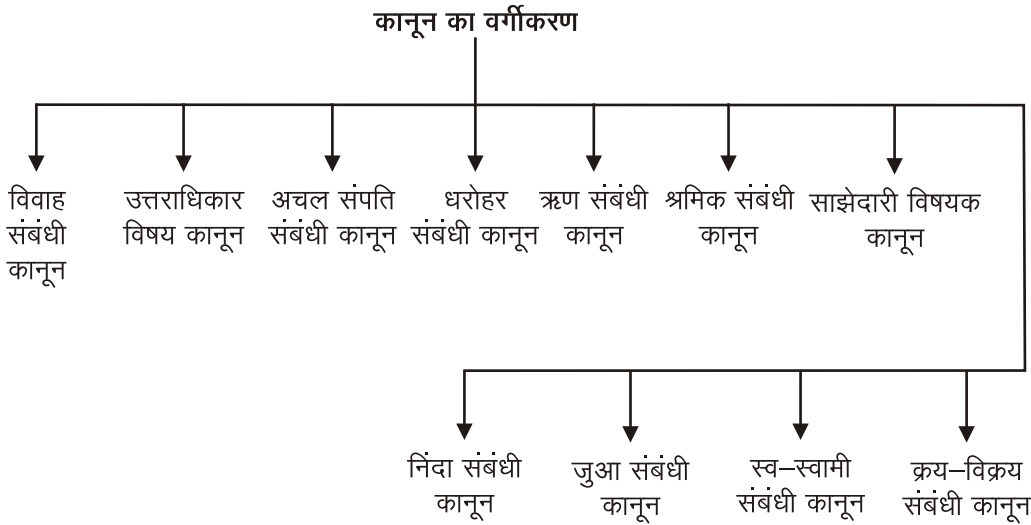 कानून का वर्गीकरण
विवाह
संबंधी
कानून
उत्तराधिकार
विषय कानून
अचल संपति
संबंधी कानून
धरोहर
संबंधी कानून
ऋण संबंधी
कानून
श्रमिक संबंधी
कानून
साझेदारी विषयक
कानून
निंदा संबंधी
कानून
जुआ संबंधी
कानून
स्व–स्वामी
संबंधी कानून
क्रय–विक्रय
संबंधी कानून